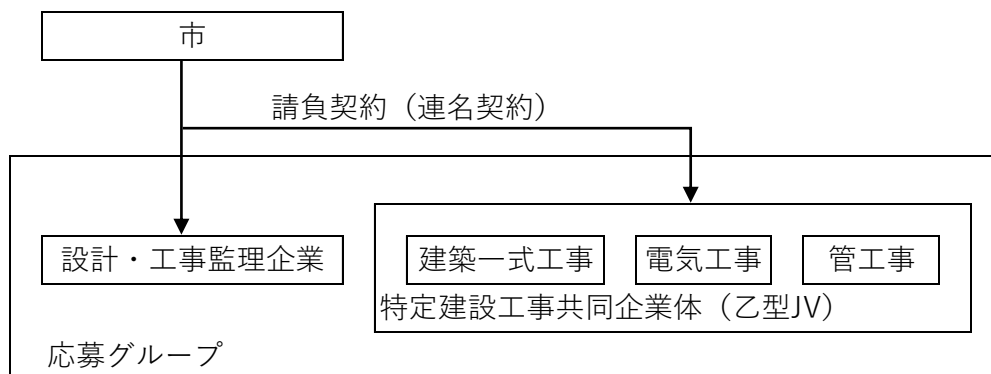 市
請負契約（連名契約）
設計・工事監理企業
建築一式工事
電気工事
管工事
特定建設工事共同企業体（乙型JV）
応募グループ